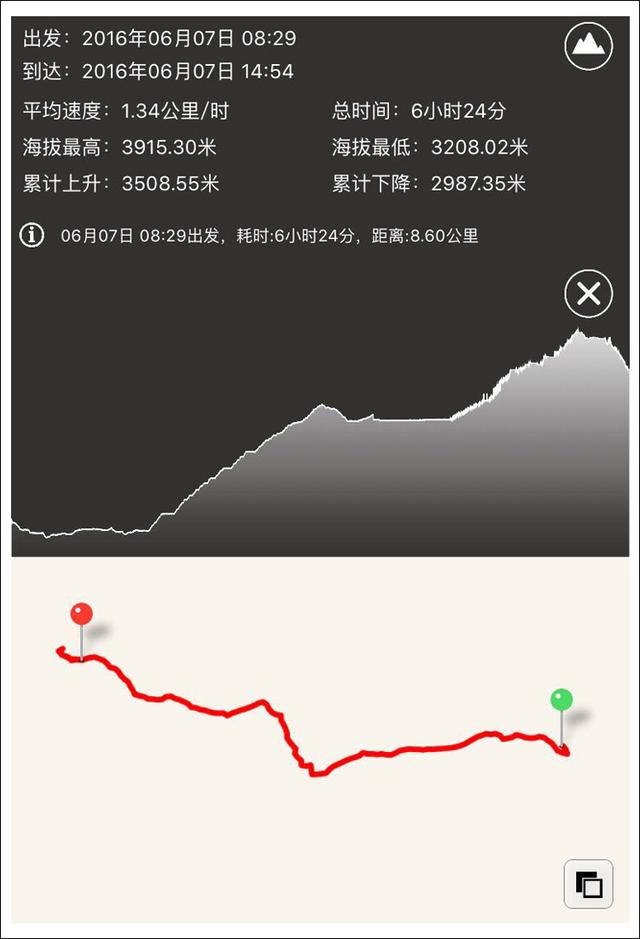 出发：2016年06月07日 08:29
到达：2016年06月07日 14:54
平均速度：1.34公里/时 总时间：6小时24分
海拔最高：3915.30米 海拔最低：3208.02米
累计上升：3508.55米 累计下降：2987.35米
06月07日 08:29出发，耗时:6小时24分，距离:8.60公里